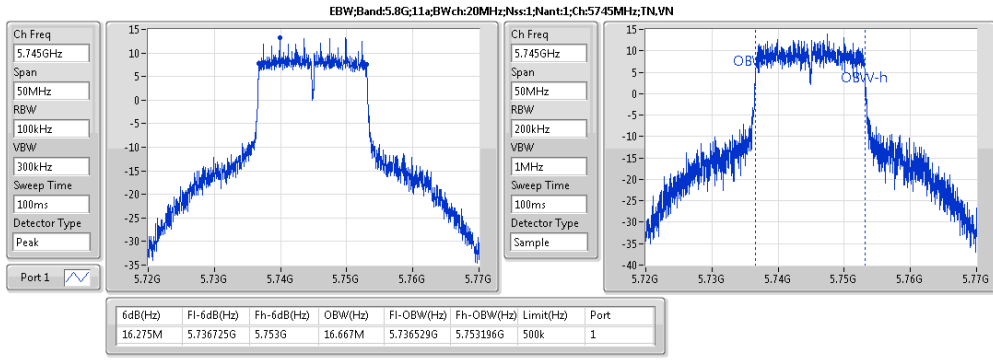 EBW;Band:5.8G;11a;BWch:20MHz;Nss:1;Nant:1;Ch:5745MHz;TN,VN
Ch Freq
5.745GHz
Span
50MHz
RBW
100kHz
VBW
300kHz
Sweep Time
100ms
Detector Type
Peak
Port 1
15
10
5
0
-5
-10
-15
-20
-25
-30
-35
5.72G 5.73G 5.74G 5.75G 5.76G 5.77G
Ch Freq
5.745GHz
Span
50MHz
RBW
200kHz
VBW
1MHz
Sweep Time
100ms
Detector Type
Sample
15
10
5
0
-5
-10
-15
-20
-25
-30
-35
-40
OBW-h
5.72G 5.73G 5.74G 5.75G 5.76G 5.77G
6dB(Hz) Fl-6dB(Hz) Fh-6dB(Hz) OBW(Hz) Fl-OBW(Hz) Fh-OBW(Hz) Limit(Hz) Port
16.275M 5.736725G 5.753G 16.667M 5.736529G 5.753196G 500k 1